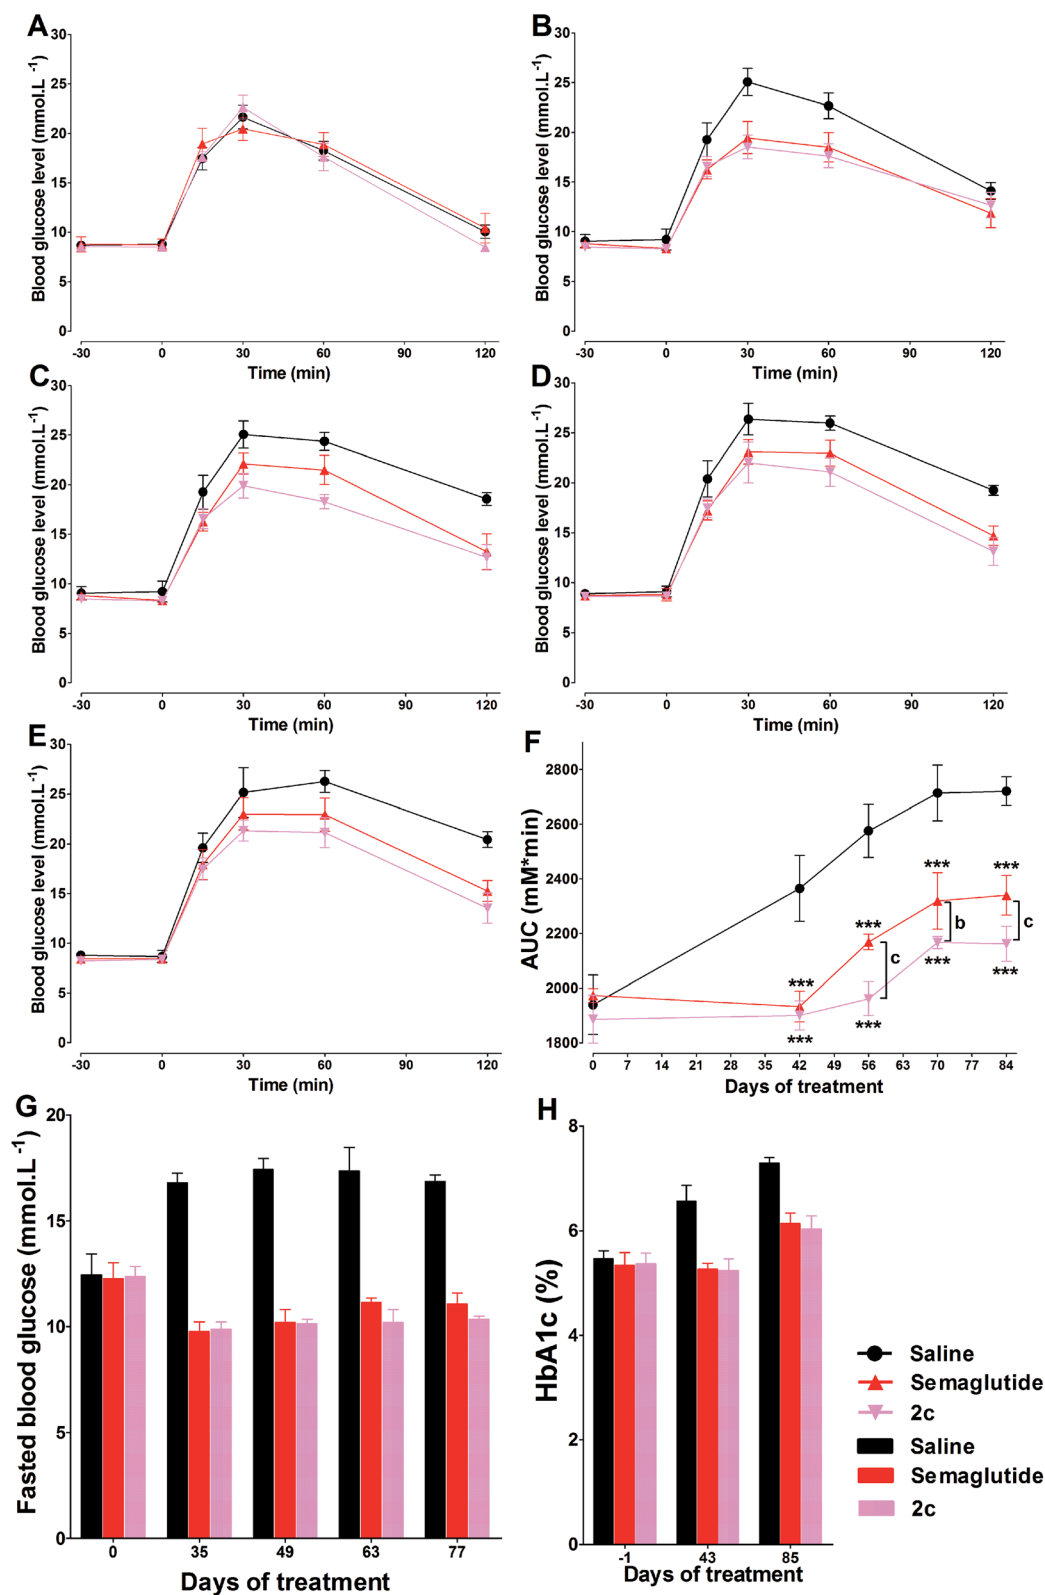 A
Blood glucose level (mmol.L⁻¹)
30
25
20
15
10
5
0
-30 0 30 60 90 120
Time (min)
B
Blood glucose level (mmol.L⁻¹)
30
25
20
15
10
5
0
-30 0 30 60 90 120
Time (min)
C
Blood glucose level (mmol.L⁻¹)
30
25
20
15
10
5
0
-30 0 30 60 90 120
Time (min)
D
Blood glucose level (mmol.L⁻¹)
30
25
20
15
10
5
0
-30 0 30 60 90 120
Time (min)
E
Blood glucose level (mmol.L⁻¹)
30
25
20
15
10
5
0
-30 0 30 60 90 120
Time (min)
F
AUC (mM*min)
2800
2600
2400
2200
2000
1800
*** ***
***
b c
c
*** ***
***
***
***
0 7 14 21 28 35 42 49 56 63 70 77 84
Days of treatment
G
Fasted blood glucose (mmol.L⁻¹)
20
15
10
5
0
0 35 49 63 77
Days of treatment
H
HbA1c (%)
8
6
4
2
0
-1 43 85
Days of treatment
Saline
Semaglutide
2c
Saline
Semaglutide
2c